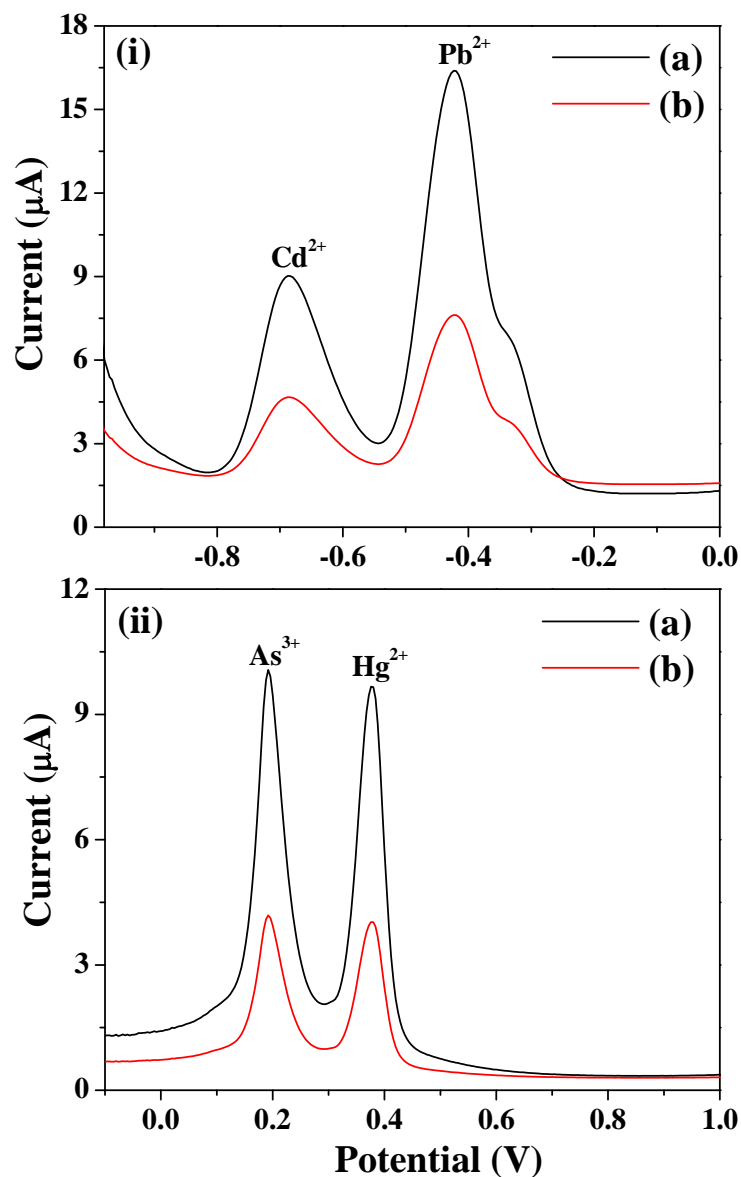 (i)
Pb²⁺
Cd²⁺
(a)
(b)
18
15
12
9
6
3
0
Current (µA)
-0.8 -0.6 -0.4 -0.2 0.0
(ii)
As³⁺
Hg²⁺
(a)
(b)
12
9
6
3
0
Current (µA)
0.0 0.2 0.4 0.6 0.8 1.0
Potential (V)